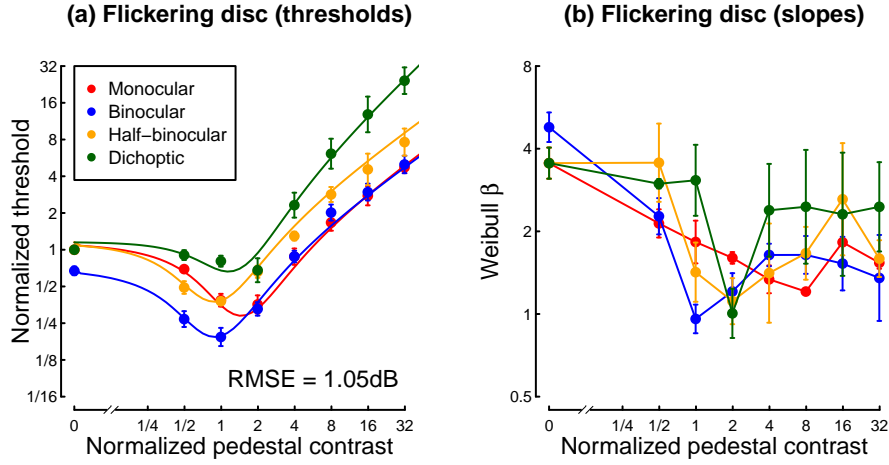 (a) Flickering disc (thresholds)
Normalized threshold
32
16
8
4
2
1
1/2
1/4
1/8
1/16
Monocular
Binocular
Half−binocular
Dichoptic
RMSE = 1.05dB
0 1/4 1/2 1 2 4 8 16 32
Normalized pedestal contrast
(b) Flickering disc (slopes)
Weibull β
8
4
2
1
0.5
0 1/4 1/2 1 2 4 8 16 32
Normalized pedestal contrast